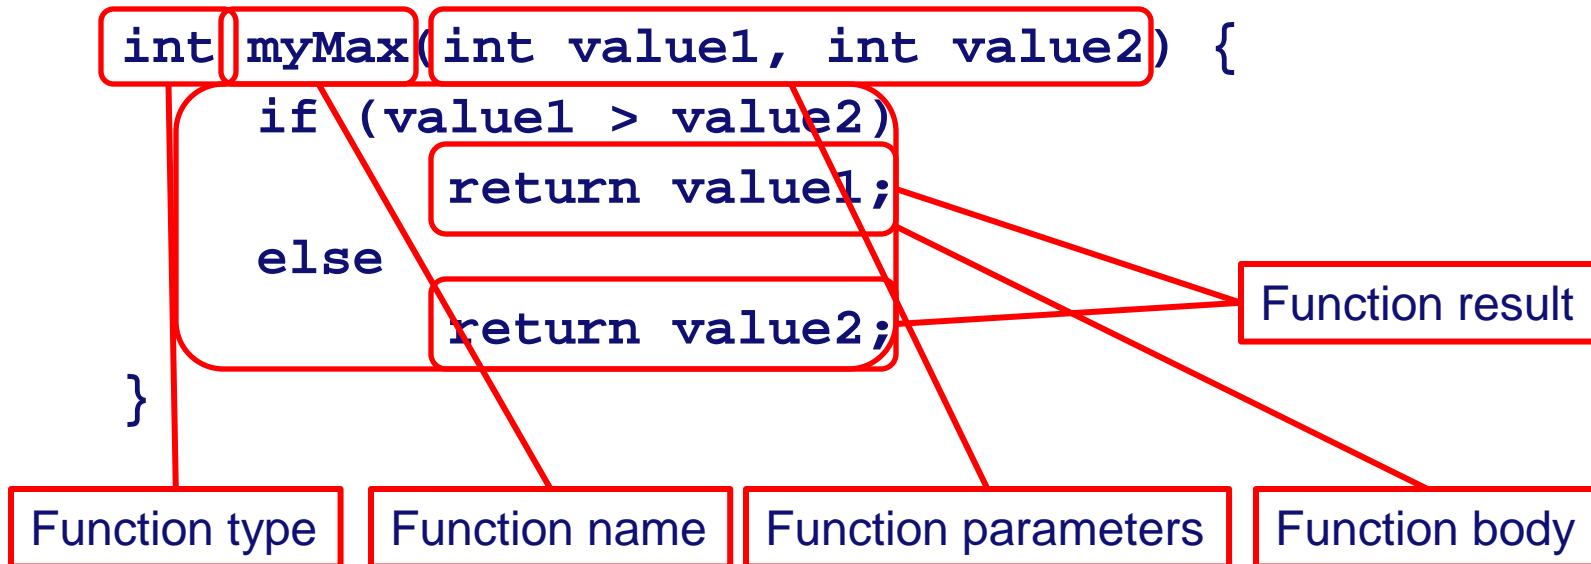 int myMax(int value1, int value2) {
if (value1 > value2)
return value1;
else
return value2;
}
Function result
Function type
Function name
Function parameters
Function body